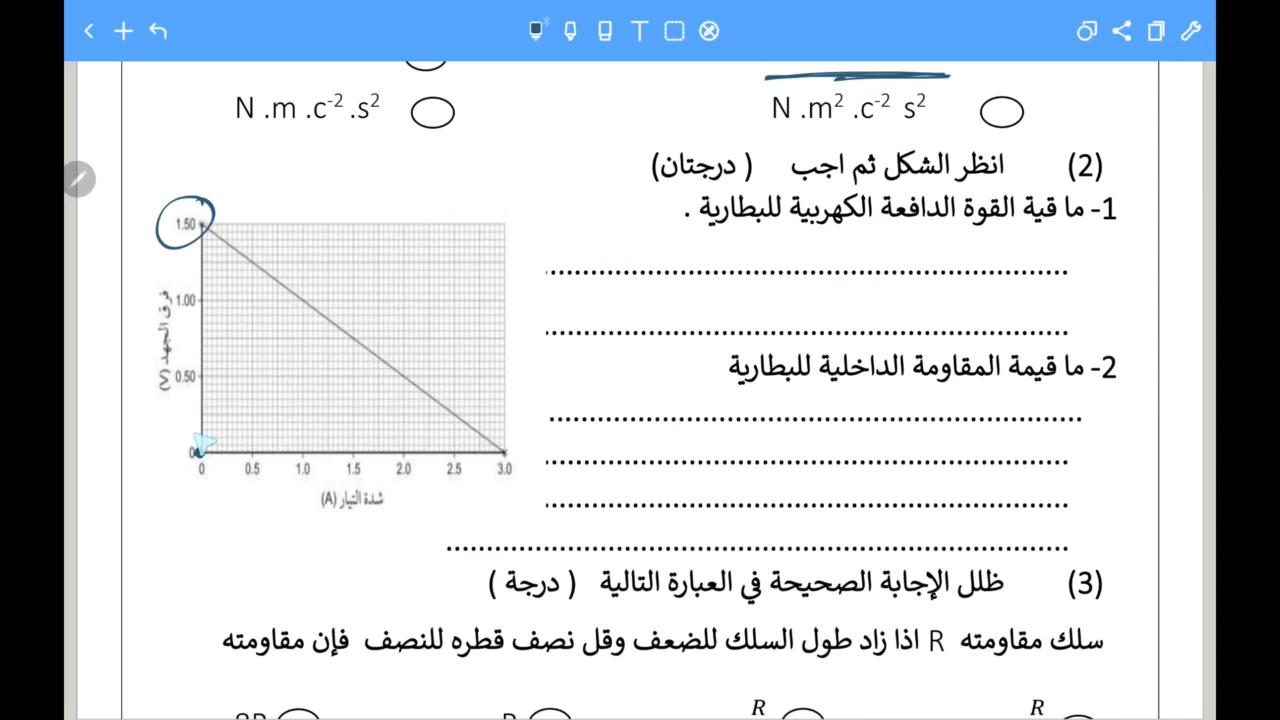 N .m² .c⁻² s²
N .m .c⁻² .s²
(2) انظر الشكل ثم اجب ( درجتان)
1- ما قية القوة الدافعة الكهربية للبطارية .
2- ما قيمة المقاومة الداخلية للبطارية
فرق الجهد (V)
1.50
1.00
0.50
0
0 0.5 1.0 1.5 2.0 2.5 3.0
شدة التيار (A)
(3) ظلل الإجابة الصحيحة في العبارة التالية ( درجة )
سلك مقاومته R اذا زاد طول السلك للضعف وقل نصف قطره للنصف فإن مقاومته
R R R